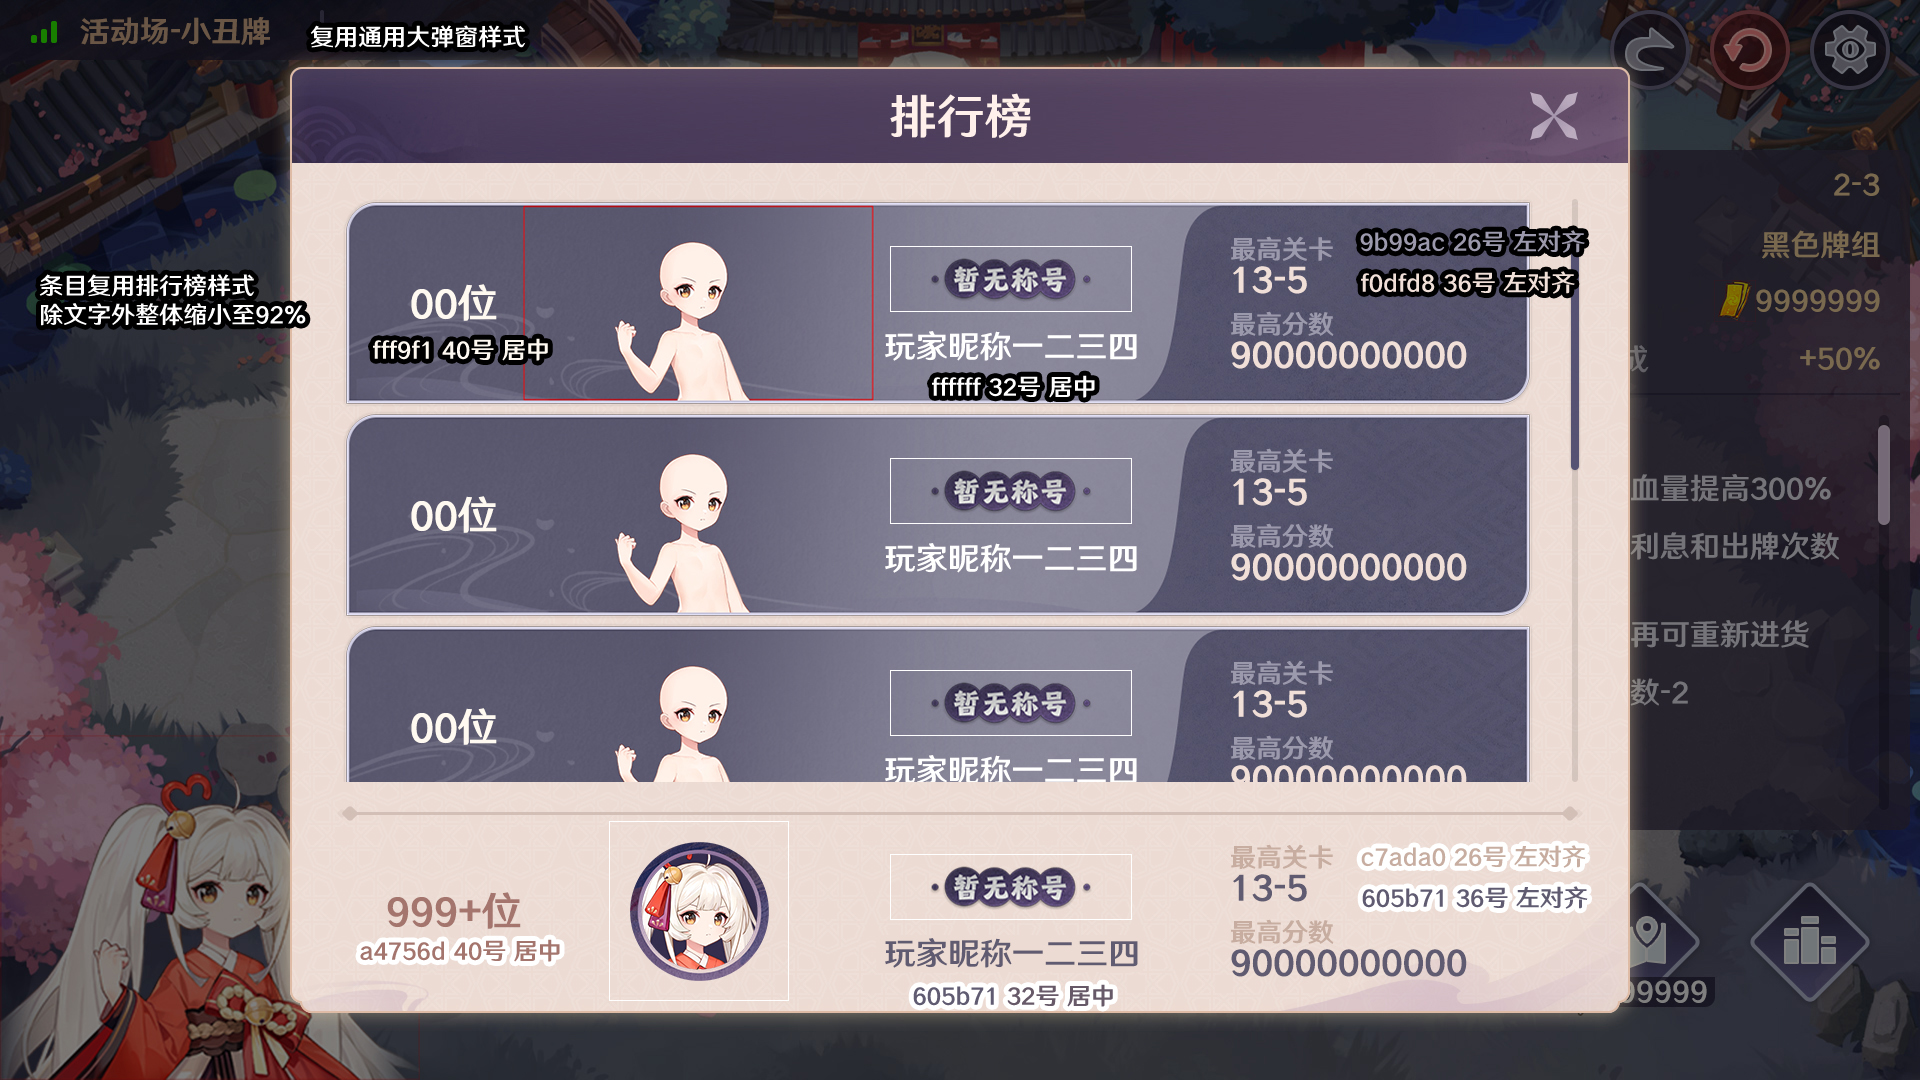 活动场-小丑牌
复用通用大弹窗样式
排行榜
2-3
黑色牌组
9999999
成
+50%
血量提高300%
利息和出牌次数
再可重新进货
数-2
99999
条目复用排行榜样式
除文字外整体缩小至92%
00位
fff9f1 40号 居中
暂无称号
玩家昵称一二三四
ffffff 32号 居中
最高关卡
13-5
最高分数
90000000000
9b99ac 26号 左对齐
f0dfd8 36号 左对齐
00位
暂无称号
玩家昵称一二三四
最高关卡
13-5
最高分数
90000000000
00位
暂无称号
玩家昵称一二三四
最高关卡
13-5
最高分数
90000000000
999+位
a4756d 40号 居中
暂无称号
玩家昵称一二三四
605b71 32号 居中
最高关卡
13-5
最高分数
90000000000
c7ada0 26号 左对齐
605b71 36号 左对齐